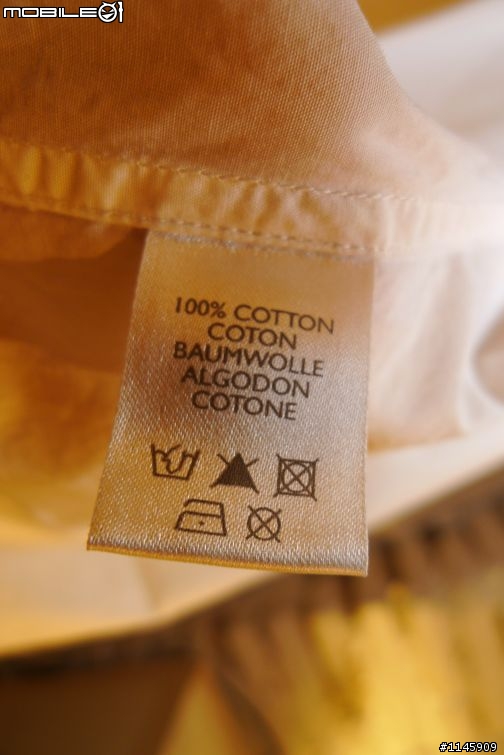 MOBILE01
100% COTTON
COTON
BAUMWOLLE
ALGODON
COTONE
#1145909